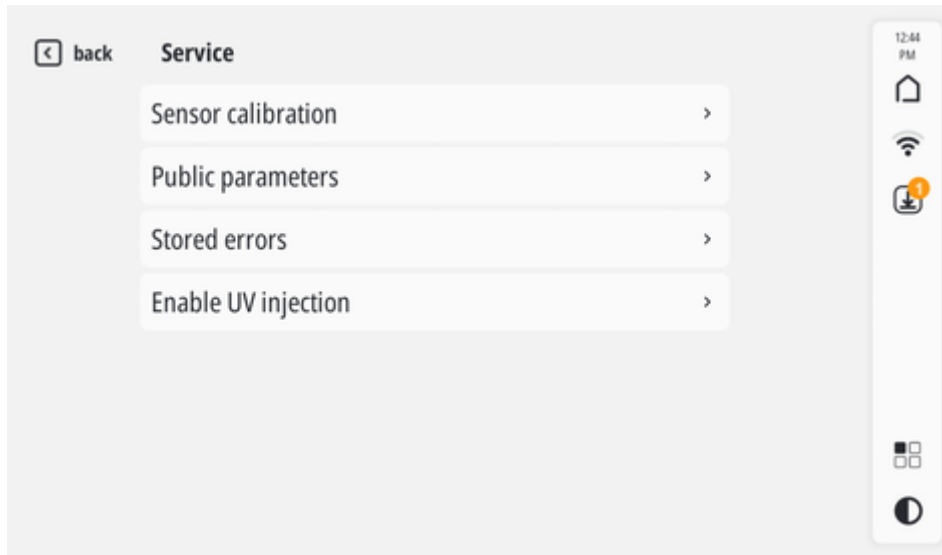 back Service
Sensor calibration
Public parameters
Stored errors
Enable UV injection
12:44
PM
1